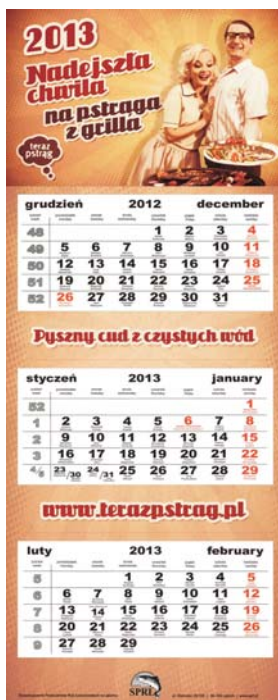 2013
Nadejszła
chwila
na pstrąga
z grilla
teraz
pstrąg
grudzień 2012 december
48 1 2 3 4
49 5 6 7 8 9 10 11
50 12 13 14 15 16 17 18
51 19 20 21 22 23 24 25
52 26 27 28 29 30 31
Pyszny cud z czystych wód
styczeń 2013 january
52 1
1 2 3 4 5 6 7 8
2 9 10 11 12 13 14 15
3 16 17 18 19 20 21 22
4/5 23/30 24/31 25 26 27 28 29
www.terazpstrag.pl
luty 2013 february
5 1 2 3 4 5
6 6 7 8 9 10 11 12
7 13 14 15 16 17 18 19
8 20 21 22 23 24 25 26
9 27 28 29
SPRŁ